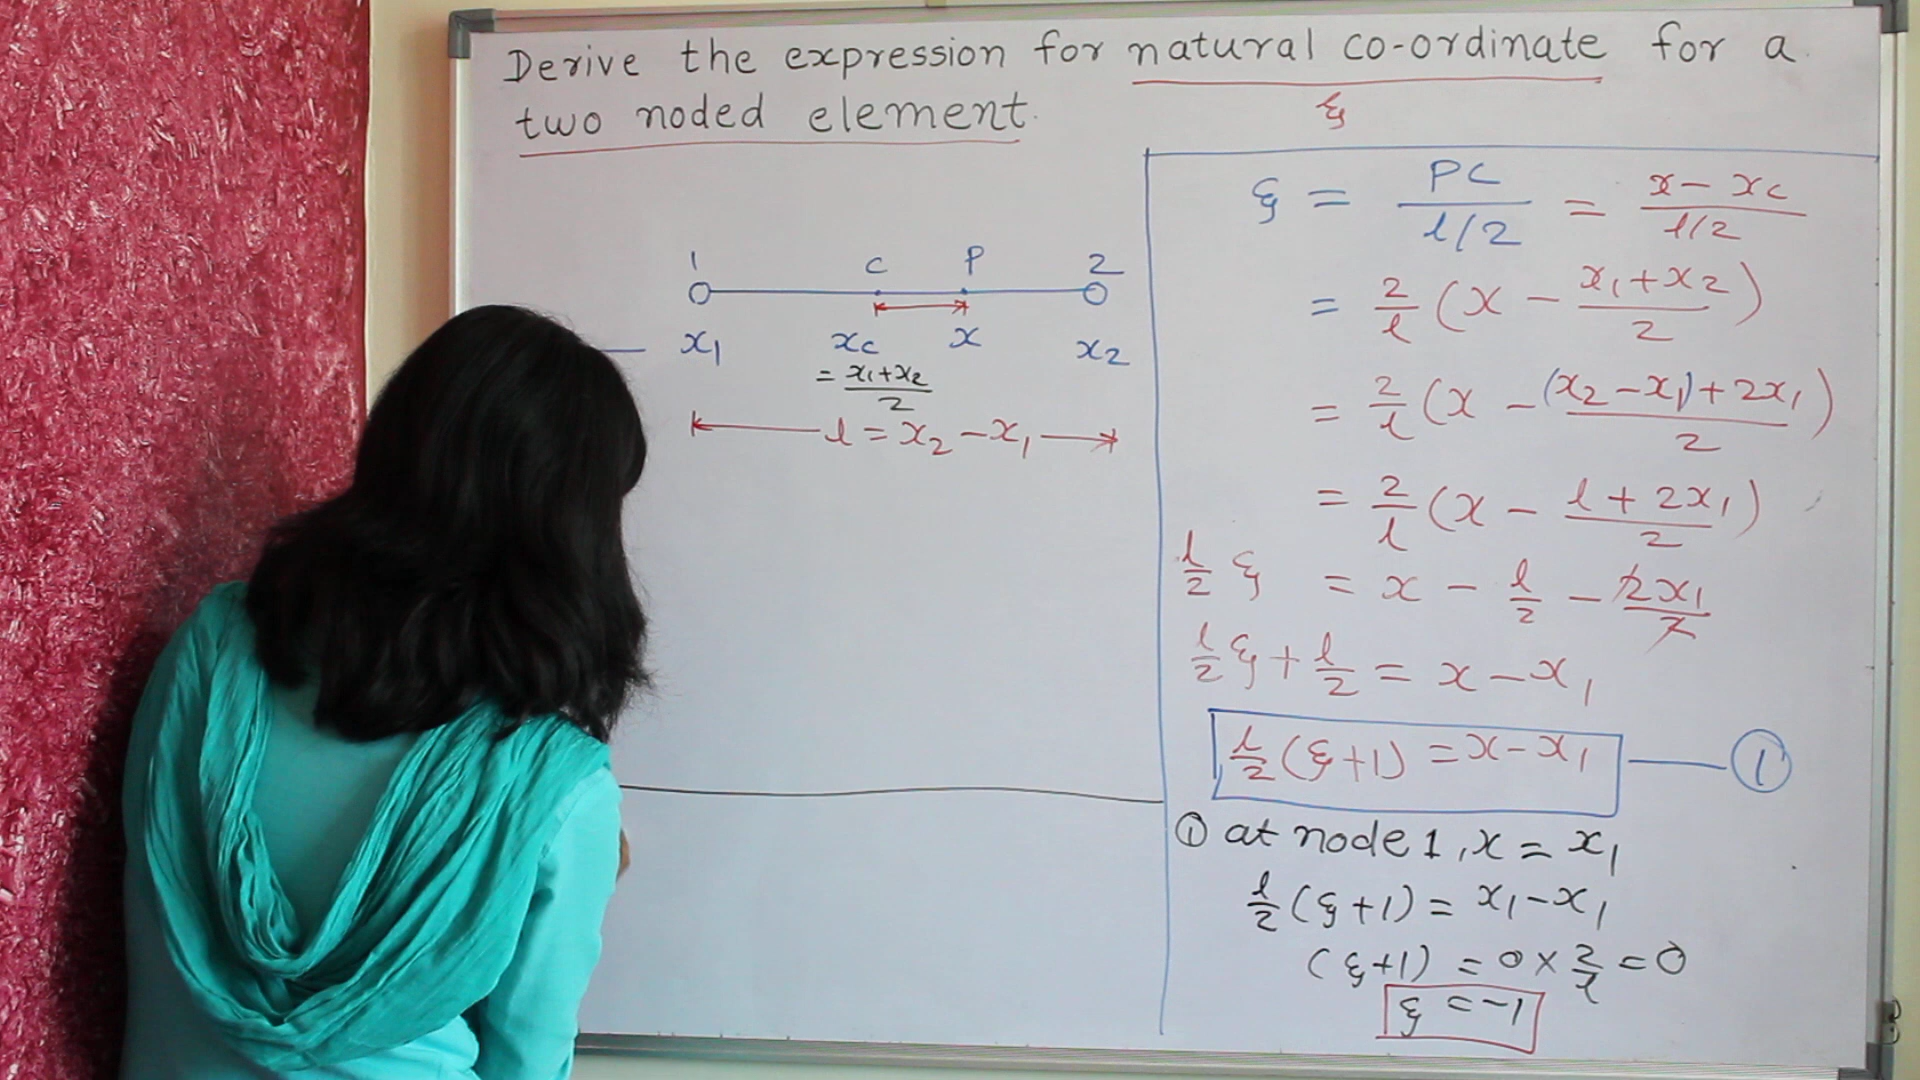 Derive the expression for natural co-ordinate for a
two noded element.
ξ
1 C P 2
x₁ xc x x₂
= (x₁+x₂)/2
l = x₂ - x₁
ξ = PC/(l/2) = (x - xc)/(l/2)
= 2/l (x - (x₁+x₂)/2)
= 2/l (x - ((x₂-x₁)+2x₁)/2)
= 2/l (x - (l+2x₁)/2)
l/2 ξ = x - l/2 - 2x₁/2
l/2 ξ + l/2 = x - x₁
l/2 (ξ+1) = x - x₁ ①
① at node 1, x = x₁
l/2 (ξ+1) = x₁-x₁
(ξ+1) = 0 × 2/l = 0
ξ = -1